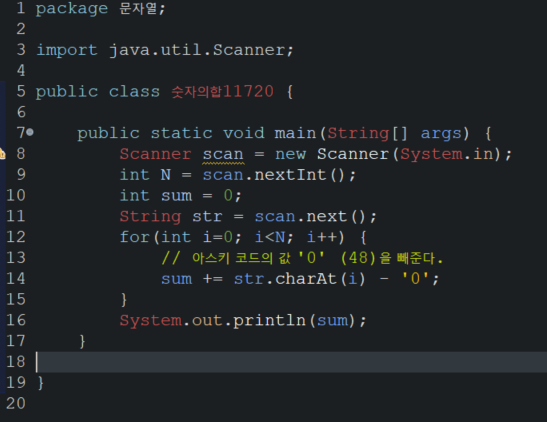 1 package 문자열;
2
3 import java.util.Scanner;
4
5 public class 숫자의합11720 {
6
7 public static void main(String[] args) {
8 Scanner scan = new Scanner(System.in);
9 int N = scan.nextInt();
10 int sum = 0;
11 String str = scan.next();
12 for(int i=0; i<N; i++) {
13 // 아스키 코드의 값 '0' (48)을 빼준다.
14 sum += str.charAt(i) - '0';
15 }
16 System.out.println(sum);
17 }
18
19 }
20